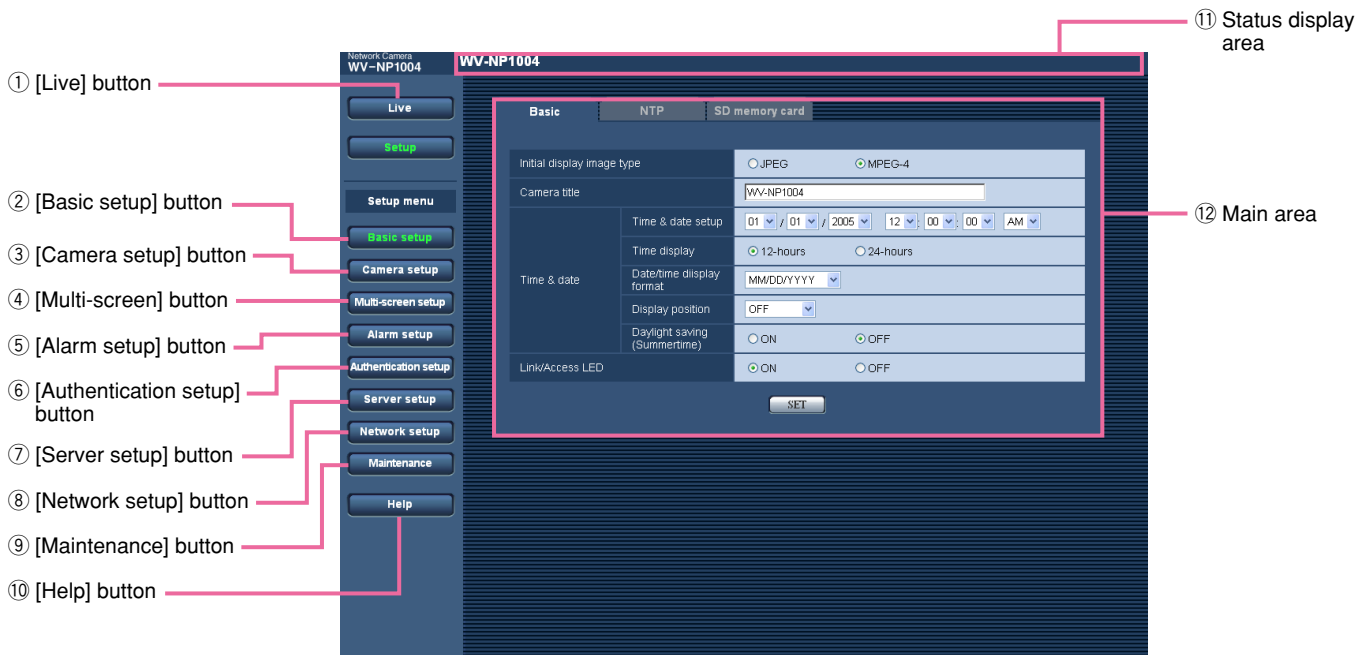 ① [Live] button
② [Basic setup] button
③ [Camera setup] button
④ [Multi-screen] button
⑤ [Alarm setup] button
⑥ [Authentication setup]
button
⑦ [Server setup] button
⑧ [Network setup] button
⑨ [Maintenance] button
⑩ [Help] button
Network Camera
WV-NP1004
Live
Setup
Setup menu
Basic setup
Camera setup
Multi-screen setup
Alarm setup
Authentication setup
Server setup
Network setup
Maintenance
Help
WV-NP1004
Basic NTP SD memory card
Initial display image type JPEG MPEG-4
Camera title WV-NP1004
Time & date
Time & date setup 01 / 01 / 2005 12 : 00 : 00 AM
Time display 12-hours 24-hours
Date/time diisplay
format MM/DD/YYYY
Display position OFF
Daylight saving
(Summertime) ON OFF
Link/Access LED ON OFF
SET
⑪ Status display
area
⑫ Main area